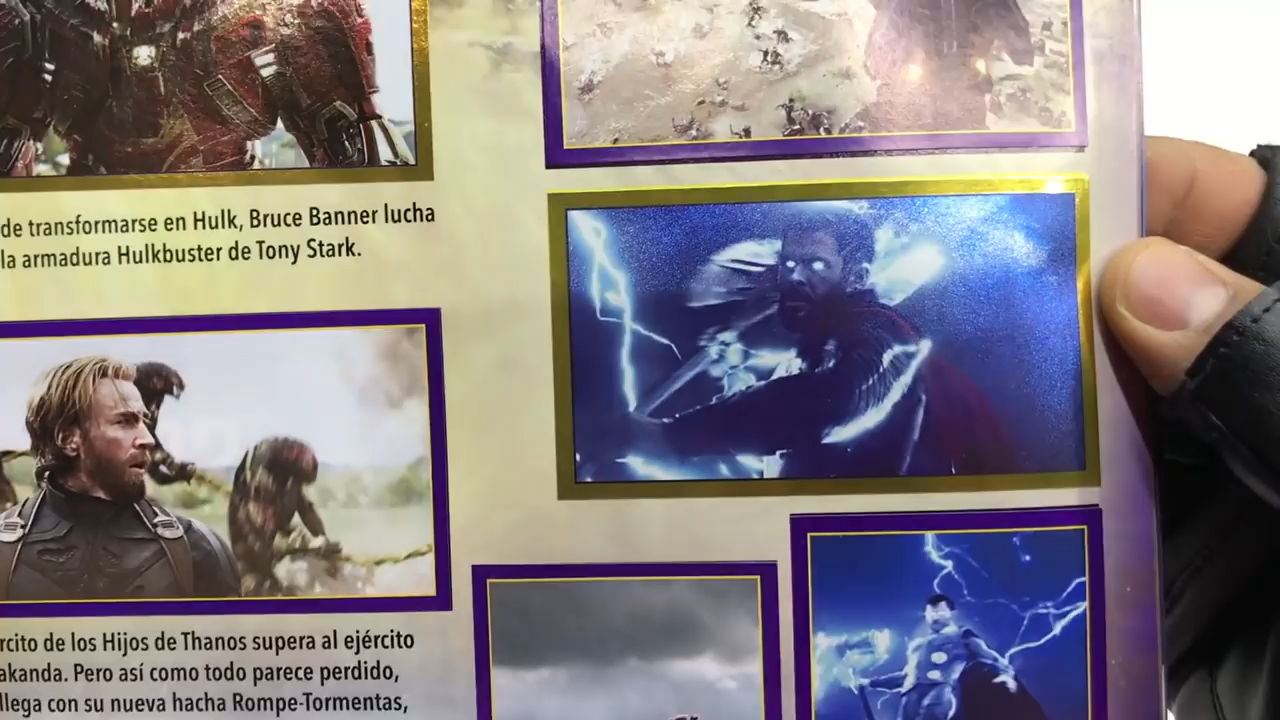 de transformarse en Hulk, Bruce Banner lucha
la armadura Hulkbuster de Tony Stark.
rcito de los Hijos de Thanos supera al ejército
akanda. Pero así como todo parece perdido,
llega con su nueva hacha Rompe-Tormentas,